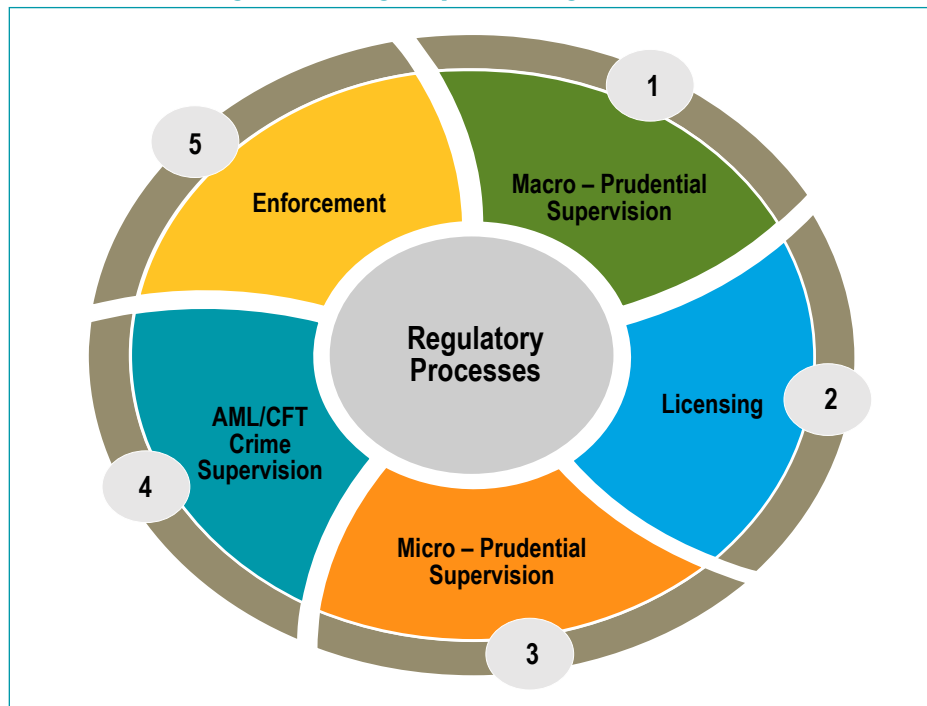 1
Macro – Prudential
Supervision
2
Licensing
3
Micro – Prudential
Supervision
4
AML/CFT
Crime
Supervision
5
Enforcement
Regulatory
Processes